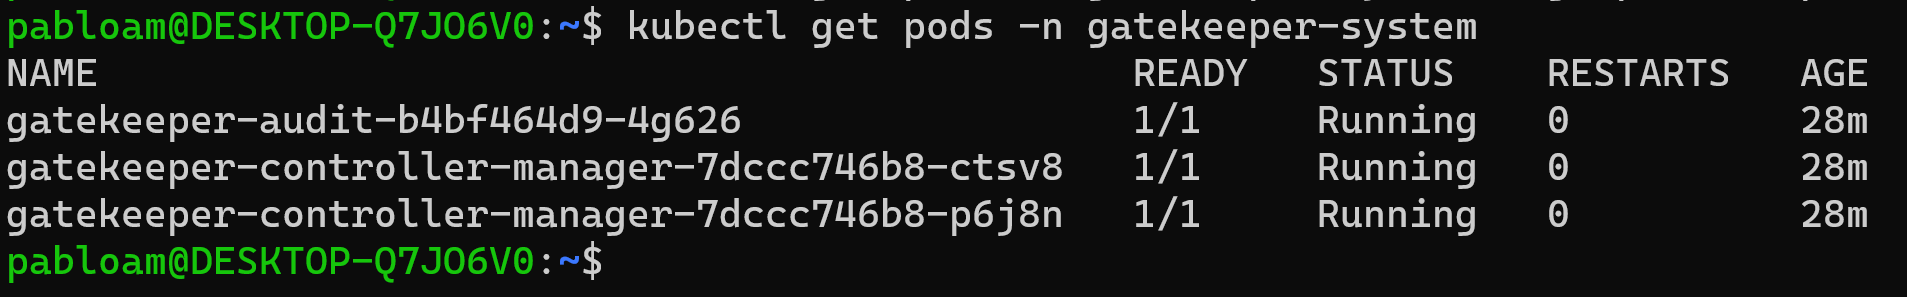 pabloam@DESKTOP-Q7JO6V0:~$ kubectl get pods -n gatekeeper-system
NAME                                             READY   STATUS    RESTARTS   AGE
gatekeeper-audit-b4bf464d9-4g626                 1/1     Running   0          28m
gatekeeper-controller-manager-7dccc746b8-ctsv8   1/1     Running   0          28m
gatekeeper-controller-manager-7dccc746b8-p6j8n   1/1     Running   0          28m
pabloam@DESKTOP-Q7JO6V0:~$